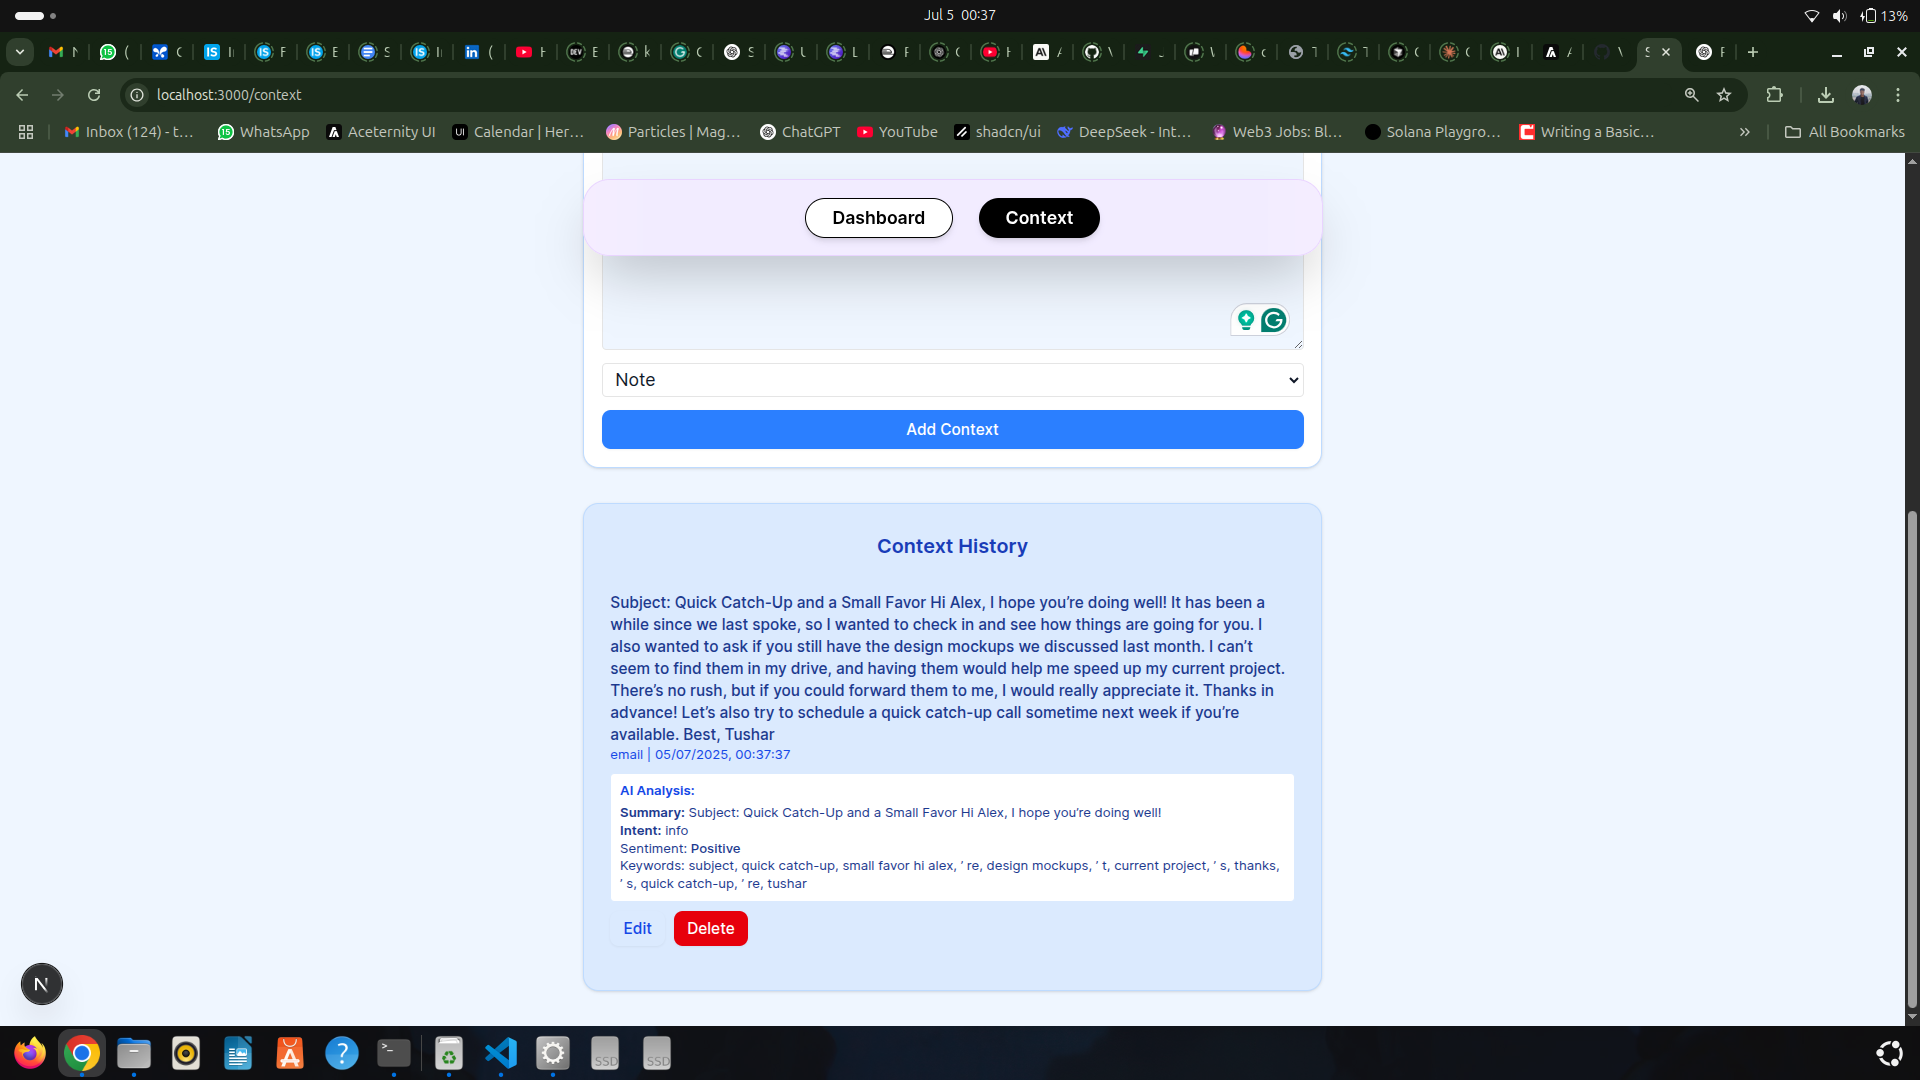 Jul 5 00:37
13%
localhost:3000/context
Inbox (124) - t...
WhatsApp
Aceternity UI
Calendar | Her...
Particles | Mag...
ChatGPT
YouTube
shadcn/ui
DeepSeek - Int...
Web3 Jobs: Bl...
Solana Playgro...
Writing a Basic...
All Bookmarks
Dashboard
Context
Note
Add Context
Context History
Subject: Quick Catch-Up and a Small Favor Hi Alex, I hope you’re doing well! It has been a
while since we last spoke, so I wanted to check in and see how things are going for you. I
also wanted to ask if you still have the design mockups we discussed last month. I can’t
seem to find them in my drive, and having them would help me speed up my current project.
There’s no rush, but if you could forward them to me, I would really appreciate it. Thanks in
advance! Let’s also try to schedule a quick catch-up call sometime next week if you’re
available. Best, Tushar
email | 05/07/2025, 00:37:37
AI Analysis:
Summary: Subject: Quick Catch-Up and a Small Favor Hi Alex, I hope you’re doing well!
Intent: info
Sentiment: Positive
Keywords: subject, quick catch-up, small favor hi alex, ’ re, design mockups, ’ t, current project, ’ s, thanks,
’ s, quick catch-up, ’ re, tushar
Edit
Delete
N
SSD
SSD